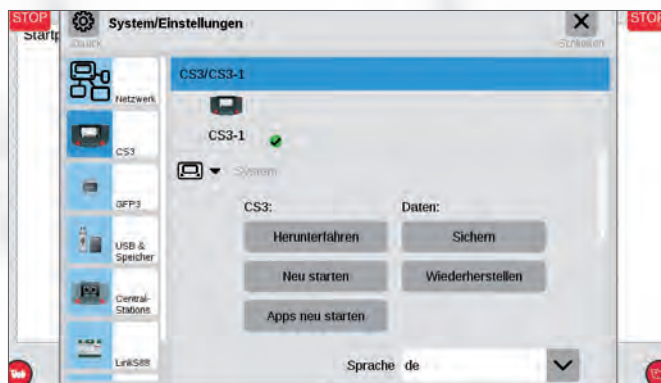 STOP
System/Einstellungen
STOP
Startp
Zurück
Schließen
Netzwerk
CS3/CS3-1
CS3
CS3-1
System
GFP3
CS3:
Daten:
Herunterfahren
Sichern
USB &
Speicher
Neu starten
Wiederherstellen
Central-
Stations
Apps neu starten
LinkS88
Sprache de